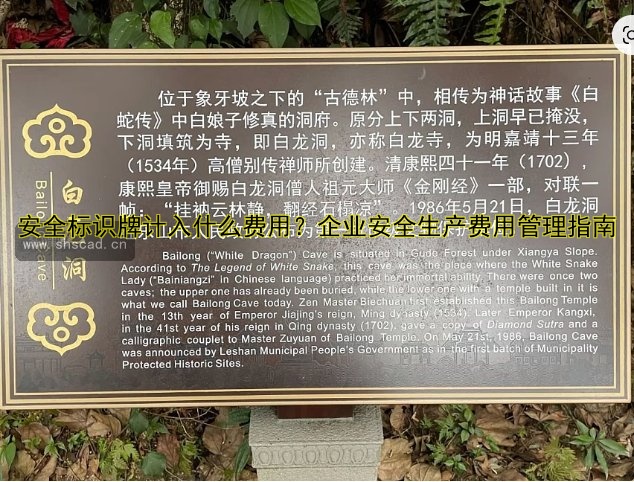 位于象牙坡之下的“古德林”中，相传为神话故事《白
蛇传》中白娘子修真的洞府。原分上下两洞，上洞早已掩没，
下洞填筑为寺，即白龙洞，亦称白龙寺，为明嘉靖十三年
（1534年）高僧别传禅师所创建。清康熙四十一年（1702），
康熙皇帝御赐白龙洞僧人祖元大师《金刚经》一部，对联一
帧：“挂衲云林静，翻经石榻凉”。1986年5月21日，白龙洞
安全标识牌计入什么费用？企业安全生产费用管理指南
www.shscad.cn
白
洞
Bailong Cave
Bailong ("White Dragon") Cave is situated in Gude Forest under Xiangya Slope.
According to The Legend of White Snake, this cave was the place where the White Snake
Lady ("Bainiangzi" in Chinese language) practiced her immortal ability. There were once two
caves; the upper one has already been buried, while the lower one with a temple built in it is
what we call Bailong Cave today. Zen Master Biechuan first established this Bailong Temple
in the 13th year of Emperor Jiajing's reign, Ming dynasty (1534). Later Emperor Kangxi,
in the 41st year of his reign in Qing dynasty (1702), gave a copy of Diamond Sutra and a
calligraphic couplet to Master Zuyuan of Bailong Temple. On May 21st, 1986, Bailong Cave
was announced by Leshan Municipal People's Government as in the first batch of Municipality
Protected Historic Sites.